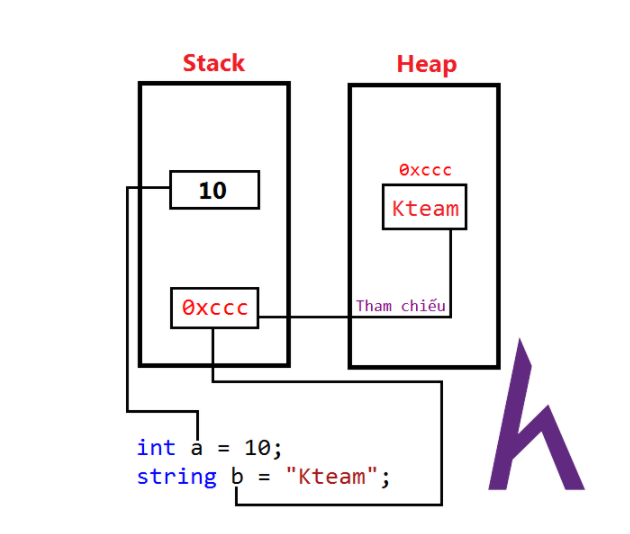 Stack
Heap
0xccc
10
Kteam
0xccc
Tham chiếu
int a = 10;
string b = "Kteam";